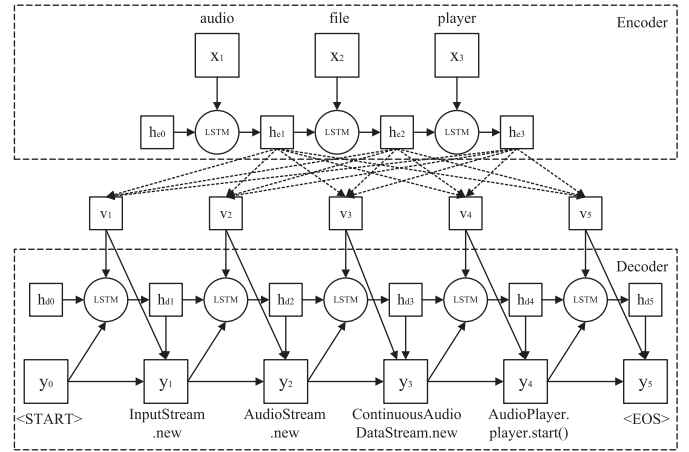 audio file player Encoder
x1 x2 x3
he0 LSTM he1 LSTM he2 LSTM he3
v1 v2 v3 v4 v5
Decoder
hd0 LSTM hd1 LSTM hd2 LSTM hd3 LSTM hd4 LSTM hd5
y0 y1 y2 y3 y4 y5
<START> InputStream AudioStream ContinuousAudio AudioPlayer. <EOS>
.new .new DataStream.new player.start()